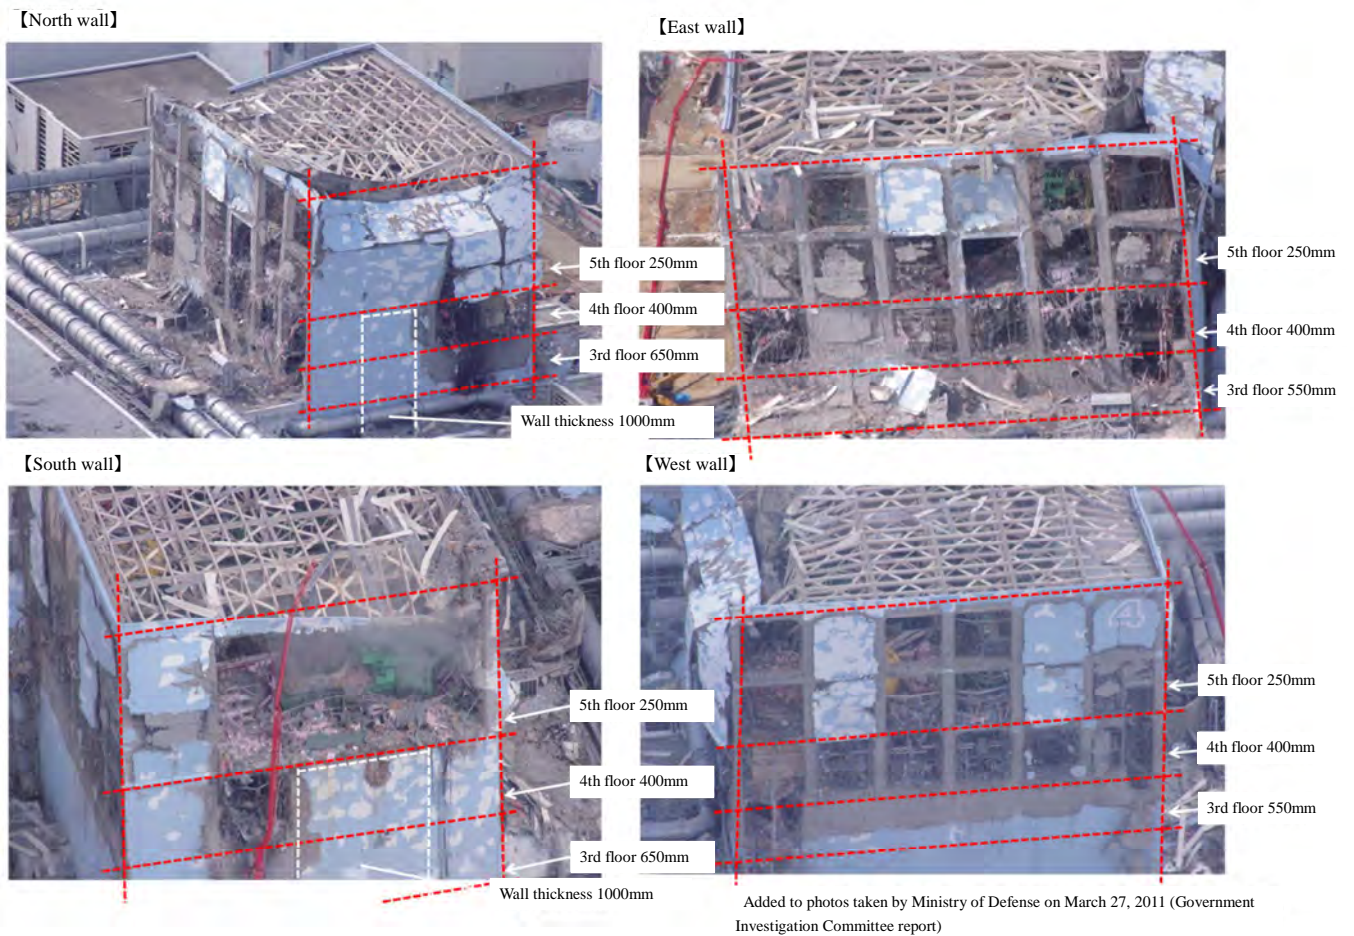 【North wall】
【East wall】
5th floor 250mm
4th floor 400mm
3rd floor 650mm
Wall thickness 1000mm
5th floor 250mm
4th floor 400mm
3rd floor 550mm
【South wall】
【West wall】
4
5th floor 250mm
4th floor 400mm
3rd floor 650mm
Wall thickness 1000mm
5th floor 250mm
4th floor 400mm
3rd floor 550mm
Added to photos taken by Ministry of Defense on March 27, 2011 (Government
Investigation Committee report)